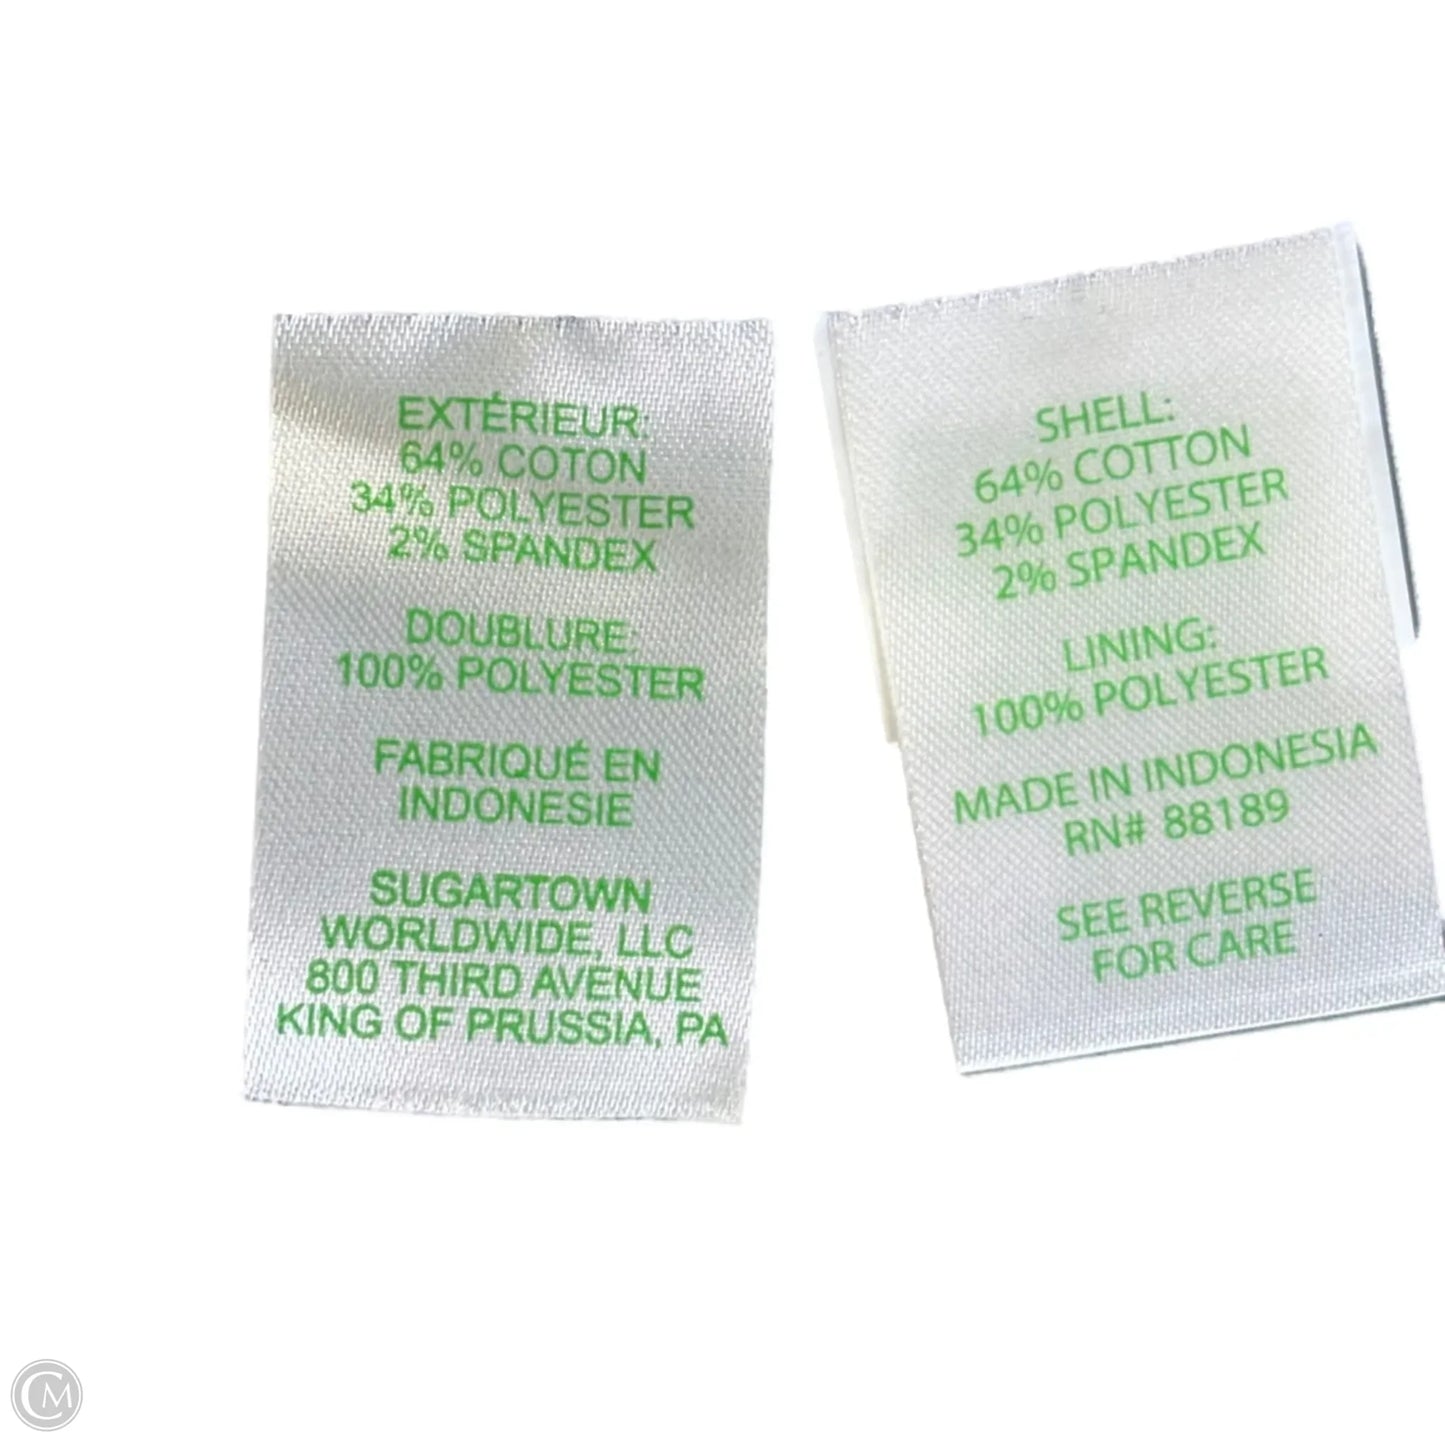 EXTÉRIEUR:
64% COTON
34% POLYESTER
2% SPANDEX
DOUBLURE:
100% POLYESTER
FABRIQUÉ EN
INDONESIE
SUGARTOWN
WORLDWIDE, LLC
800 THIRD AVENUE
KING OF PRUSSIA, PA
SHELL:
64% COTTON
34% POLYESTER
2% SPANDEX
LINING:
100% POLYESTER
MADE IN INDONESIA
RN# 88189
SEE REVERSE
FOR CARE
CM